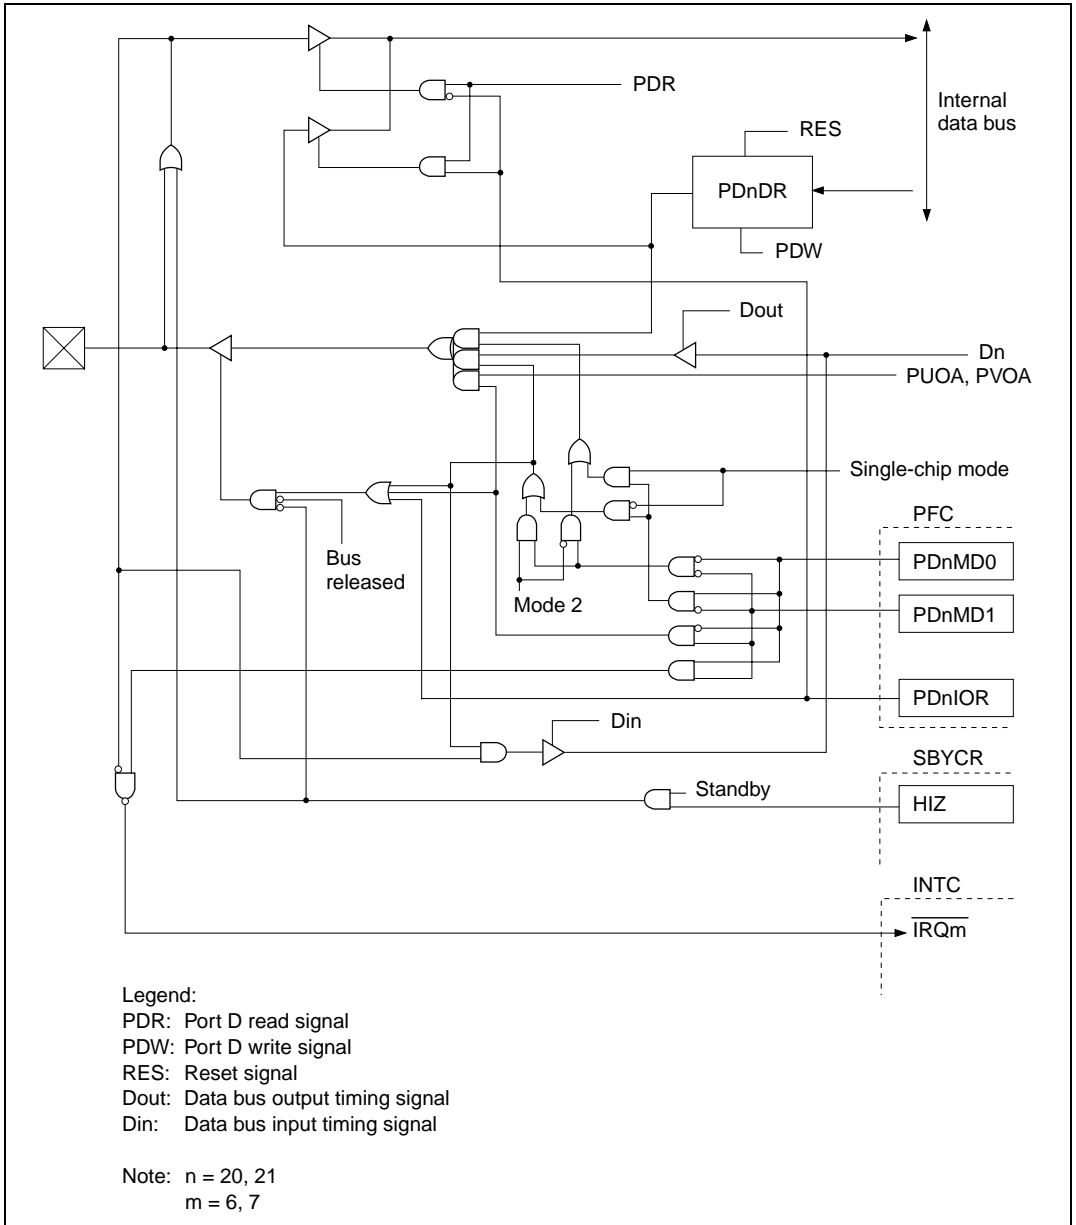 PDR
Internal
data bus
RES
PDnDR
PDW
Dout
Dn
PUOA, PVOA
Single-chip mode
PFC
Bus
released
Mode 2
PDnMD0
PDnMD1
PDnIOR
Din
SBYCR
Standby
HIZ
INTC
IRQm
Legend:
PDR: Port D read signal
PDW: Port D write signal
RES: Reset signal
Dout: Data bus output timing signal
Din: Data bus input timing signal
Note: n = 20, 21
m = 6, 7